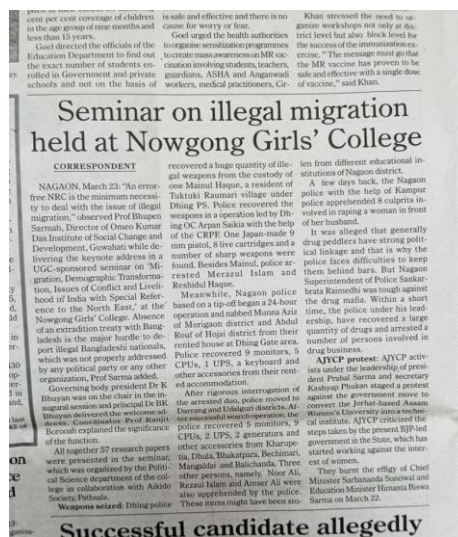 cent per cent coverage of children
in the age group of nine months and
less than 15 years.
Goel directed the officials of the
Education Department to find out
the exact number of students en-
rolled in Government and private
schools and not on the basis of
is safe and effective and there is no
cause for worry or fear.
Goel urged the health authorities
to organise sensitisation programmes
to create mass awareness on MR vac-
cination involving students, teachers,
guardians, ASHA and Anganwadi
workers, medical practitioners, Cir-
Khan stressed the need to or-
ganize workshops not only at dis-
trict level but also block level for
the success of the immunization ex-
ercise. "The message must go that
the MR vaccine has proven to be
safe and effective with a single dose
of vaccine," said Khan.
Seminar on illegal migration
held at Nowgong Girls' College
CORRESPONDENT
NAGAON, March 23: "An error-
free NRC is the minimum necessi-
ty to deal with the issue of illegal
migration," observed Prof Bhupen
Sarmah, Director of Omeo Kumar
Das Institute of Social Change and
Development, Guwahati while de-
livering the keynote address in a
UGC-sponsored seminar on 'Mi-
gration, Demographic Transforma-
tion, Issues of Conflict and Liveli-
hood in' India with Special Refer-
ence to the North East,' at the
Nowgong Girls' College. Absence
of an extradition treaty with Bang-
ladesh is the major hurdle to de-
port illegal Bangladeshi nationals,
which was not properly addressed
by any political party or any other
organization, Prof Sarma added.
Governing body president Dr K
Bhuyan was on the chair in the in-
augural session and pricipal Dr BK
Bhuyan delivered the welcome ad-
dress. Coordinator Prof Ranjit
Borooah explained the significance
of the function.
All together 57 research papers
were presented in the seminar,
which was organized by the Politi-
cal Science department of the col-
lege in collaboration with Aikido
Society, Pathsala.
Weapons seized: Dhing police
recovered a huge quantity of ille-
gal weapons from the custody of
one Mainul Haque, a resident of
Tuktuki Raumari village under
Dhing PS. Police recovered the
weapons in a operation led by Dh-
ing OC Arpan Saikia with the help
of the CRPF. One Japan-made 9
mm pistol, 8 live cartridges and a
number of sharp weapons were
found. Besides Mainul, police ar-
rested Merazul Islam and
Reshidul Haque.
Meanwhile, Nagaon police
based on a tip-off began a 24-hour
operation and nabbed Munna Aziz
of Morigaon district and Abdul
Rouf of Hojai district from their
rented house at Dhing Gate area.
Police recovered 9 monitors, 5
CPUs, 1 UPS, a keyboard and
other accessories from their rent-
ed accommodation.
After rigorous interrogation of
the arrested duo, police moved to
Darrang and Udalguri districts. Af-
ter successful search operation, the
police recovered 5 monitors, 9
CPUs, 2 UPS, 2 generators and
other accessories from Kharupe-
tia, Dhula, Bhakatpara, Bechimari,
Mangaldai and Balichanda. Three
other persons, namely, Noor Ali,
Rezaul Islam and Amser Ali were
also apprehended by the police.
These items might have been sto-
len from different educational in-
stitutions of Nagaon district.
A few days back, the Nagaon
police with the help of Kampur
police apprehended 8 culprits in-
volved in raping a woman in front
of her husband.
It was alleged that generally
drug peddlers have strong polit-
ical linkage and that is why the
police faces difficulties to keep
them behind bars. But Nagaon
Superintendent of Police Sankar-
brata Raimedhi was tough against
the drug mafia. Within a short
time, the police under his lead-
ership, have recovered a large
quantity of drugs and arrested a
number of persons involved in
drug business.
AJYCP protest: AJYCP activ-
ists under the leadership of presi-
dent Prabal Sarma and secretary
Kashyap Phukan staged a protest
against the government move to
convert the Jorhat-based Assam
Women's University into a techni-
cal institute. AJYCP criticized the
steps taken by the present BJP-led
government in the State, which has
started working against the inter-
est of women.
They burnt the effigy of Chief
Minister Sarbananda Sonowal and
Education Minister Himanta Biswa
Sarma on March 22.
Successful candidate allegedly